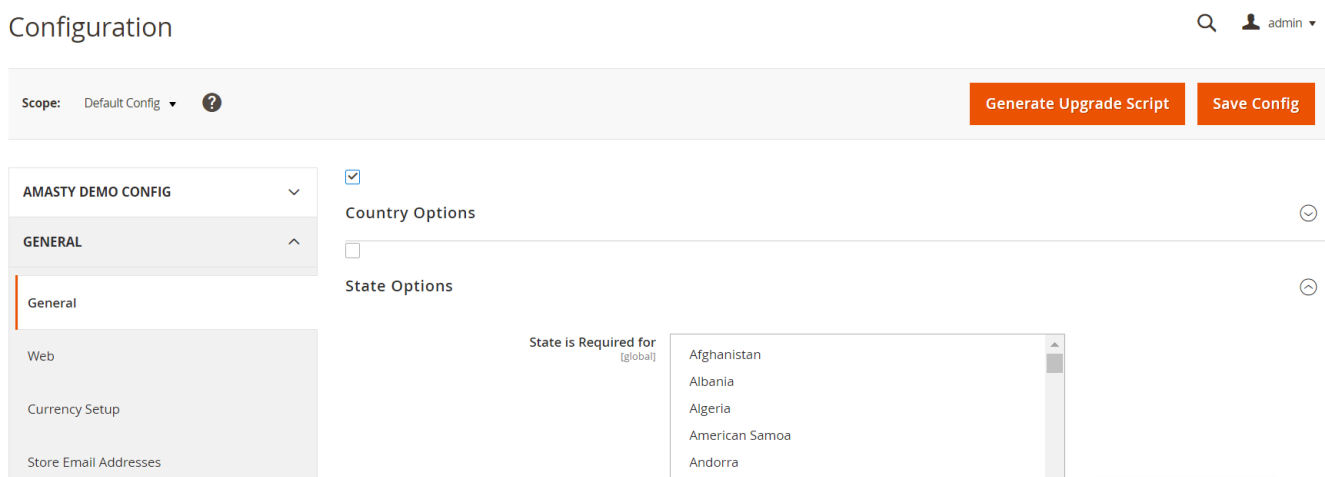 Configuration
admin
Scope: Default Config ?
Generate Upgrade Script
Save Config
AMASTY DEMO CONFIG
GENERAL
General
Web
Currency Setup
Store Email Addresses
Country Options
State Options
State is Required for
[global]
Afghanistan
Albania
Algeria
American Samoa
Andorra